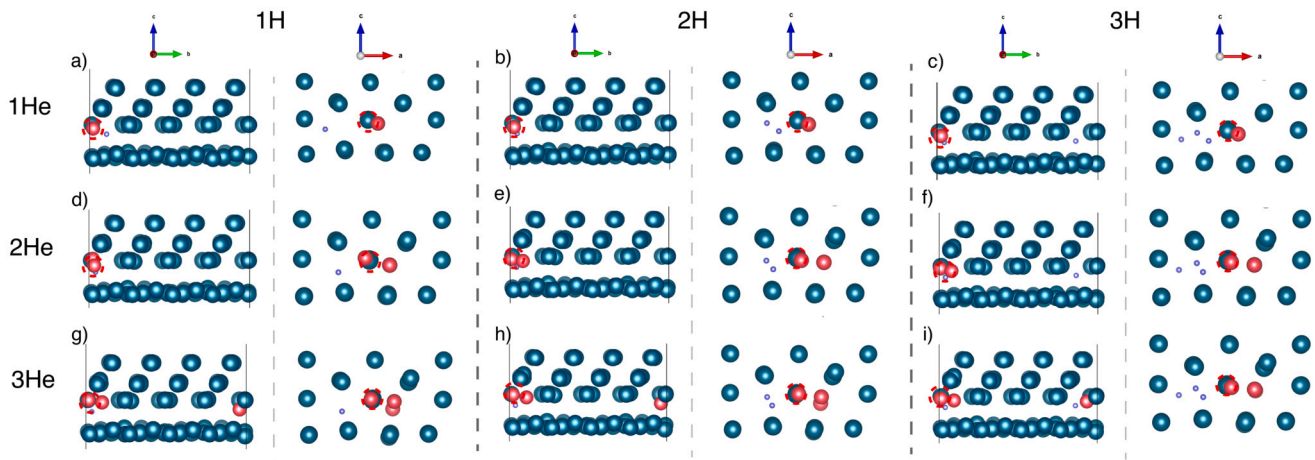 1H 2H 3H
c c c c c c
b a b a b a
a) b) c)
1He
d) e) f)
2He
g) h) i)
3He